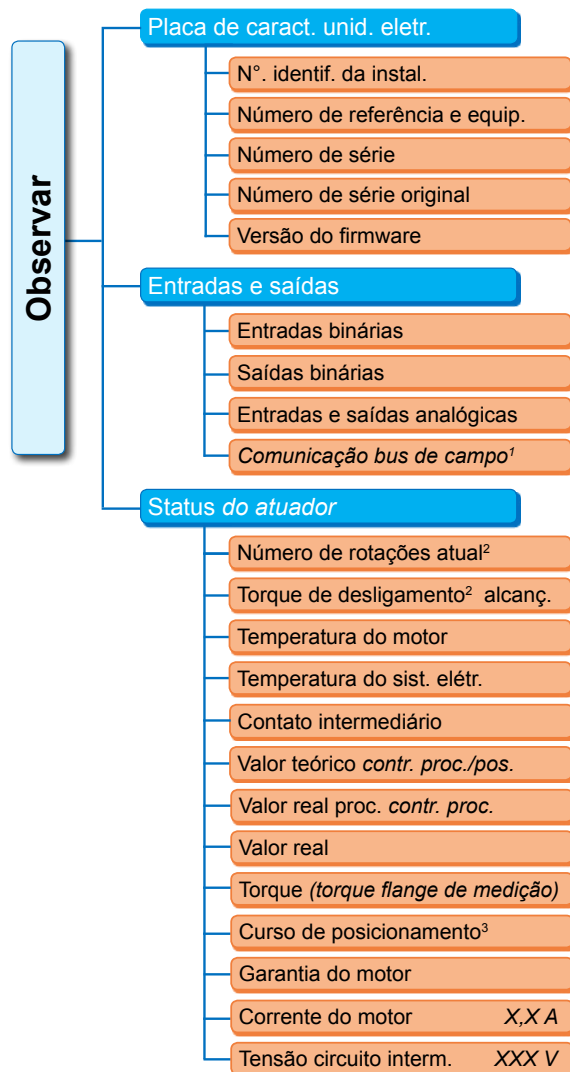 Observar
Placa de caract. unid. eletr.
N°. identif. da instal.
Número de referência e equip.
Número de série
Número de série original
Versão do firmware
Entradas e saídas
Entradas binárias
Saídas binárias
Entradas e saídas analógicas
Comunicação bus de campo¹
Status do atuador
Número de rotações atual²
Torque de desligamento² alcanç.
Temperatura do motor
Temperatura do sist. elétr.
Contato intermediário
Valor teórico contr. proc./pos.
Valor real proc. contr. proc.
Valor real
Torque (torque flange de medição)
Curso de posicionamento³
Garantia do motor
Corrente do motor X,X A
Tensão circuito interm. XXX V